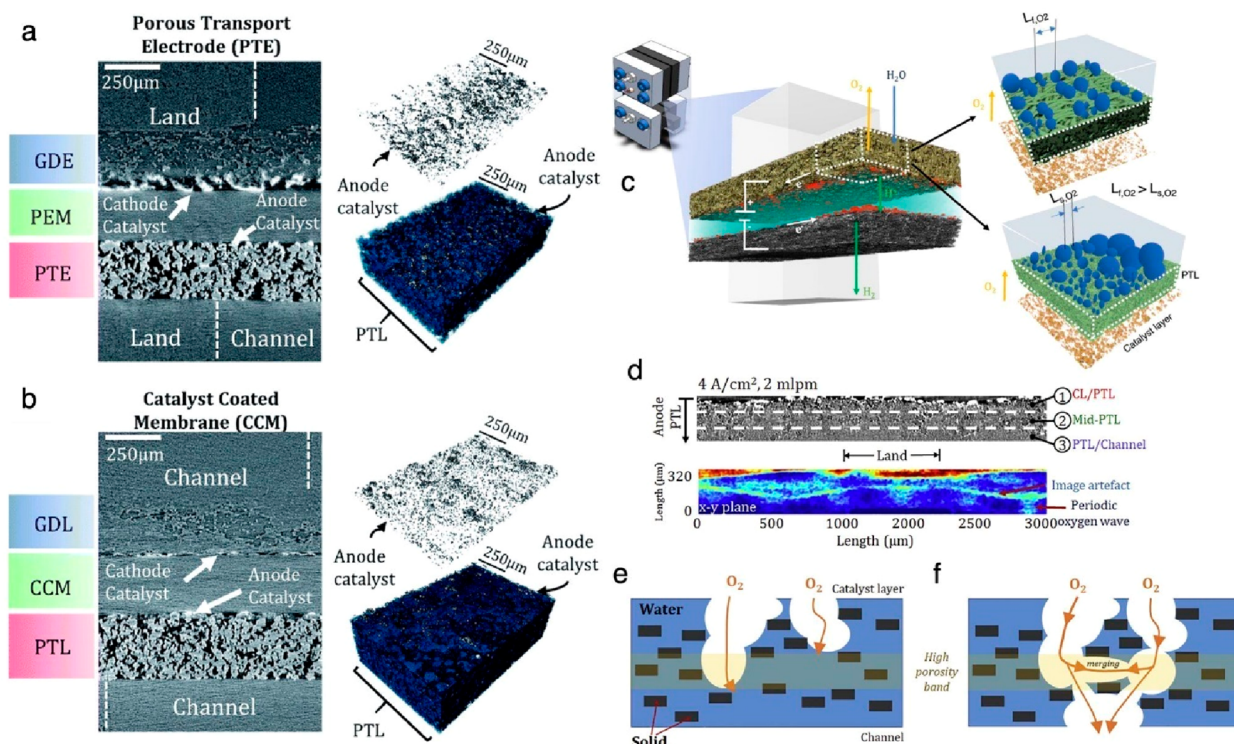 a
Porous Transport
Electrode (PTE)
250μm
Land
GDE
PEM
PTE
Cathode
Catalyst
Anode
Catalyst
Land
Channel
250μm
Anode
catalyst
250μm
Anode
catalyst
PTL
b
Catalyst Coated
Membrane (CCM)
250μm
Channel
GDL
CCM
PTL
Cathode
Catalyst
Anode
Catalyst
Channel
250μm
Anode
catalyst
250μm
Anode
catalyst
PTL
c
O₂
H₂O
+
-
e⁻
H₂
Lf,O2
O₂
Ls,O2
Lf,O2 > Ls,O2
O₂
PTL
Catalyst layer
d
4 A/cm², 2 mlpm
Anode
PTL
1 CL/PTL
2 Mid-PTL
3 PTL/Channel
Land
Length (μm)
320
0
x-y plane
Image artefact
Periodic
oxygen wave
0 500 1000 2000 2500 3000
Length (μm)
e
O₂
O₂
Catalyst layer
Water
Solid
Channel
f
O₂
O₂
High
porosity
band
merging